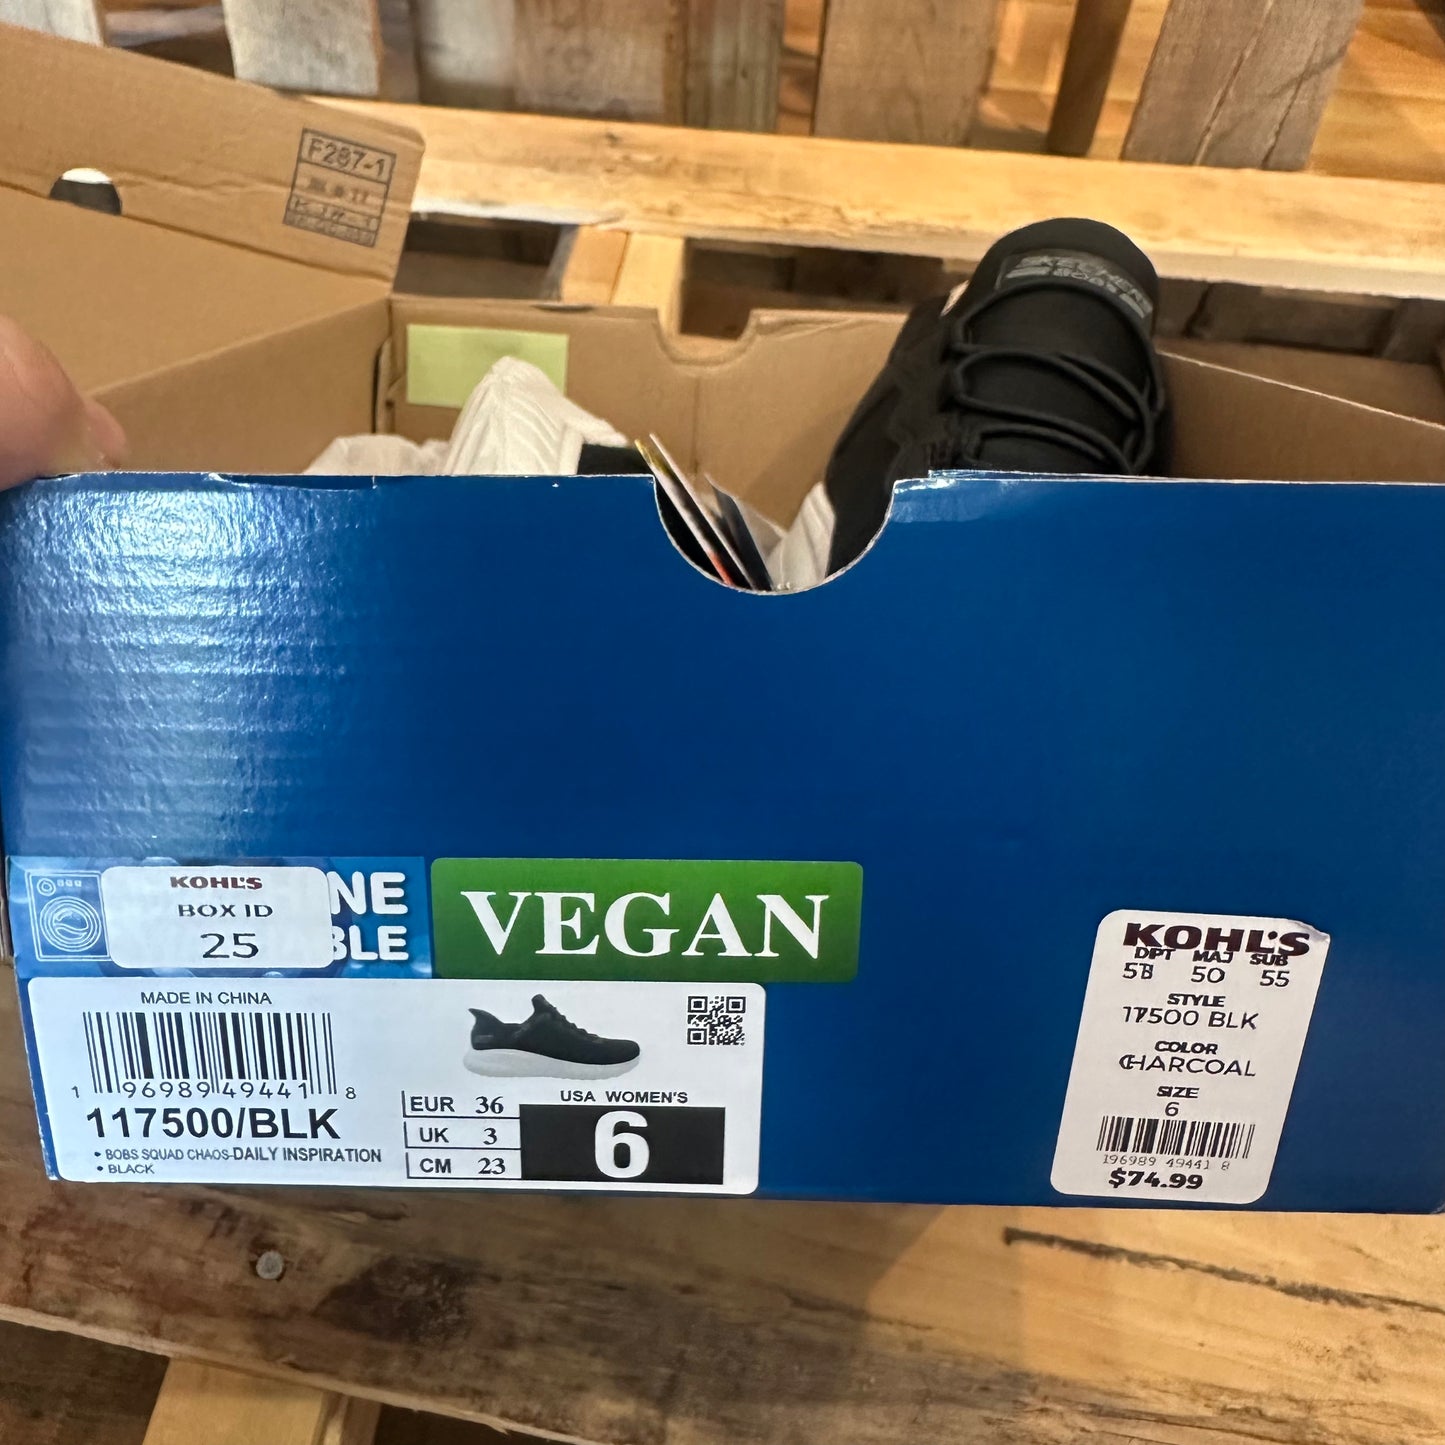 F287-1
SKECHERS
BOBS
KOHL'S
BOX ID
25
NE
BLE
VEGAN
MADE IN CHINA
1 96989 49441 8
117500/BLK
• BOBS SQUAD CHAOS-DAILY INSPIRATION
• BLACK
EUR 36
UK 3
CM 23
USA WOMEN'S
6
KOHL'S
DPT MAJ SUB
50 55
STYLE
17500 BLK
COLOR
CHARCOAL
SIZE
6
196989 49441 8
$74.99